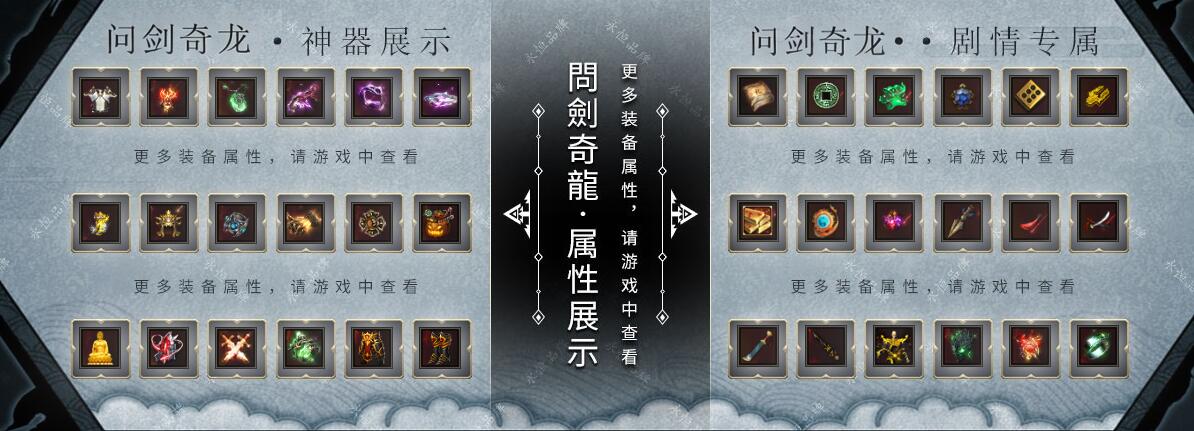 问剑奇龙·神器展示
更多装备属性，请游戏中查看
更多装备属性，请游戏中查看
問劍奇龍·属性展示
更多装备属性，请游戏中查看
问剑奇龙··剧情专属
更多装备属性，请游戏中查看
更多装备属性，请游戏中查看
永恒品牌